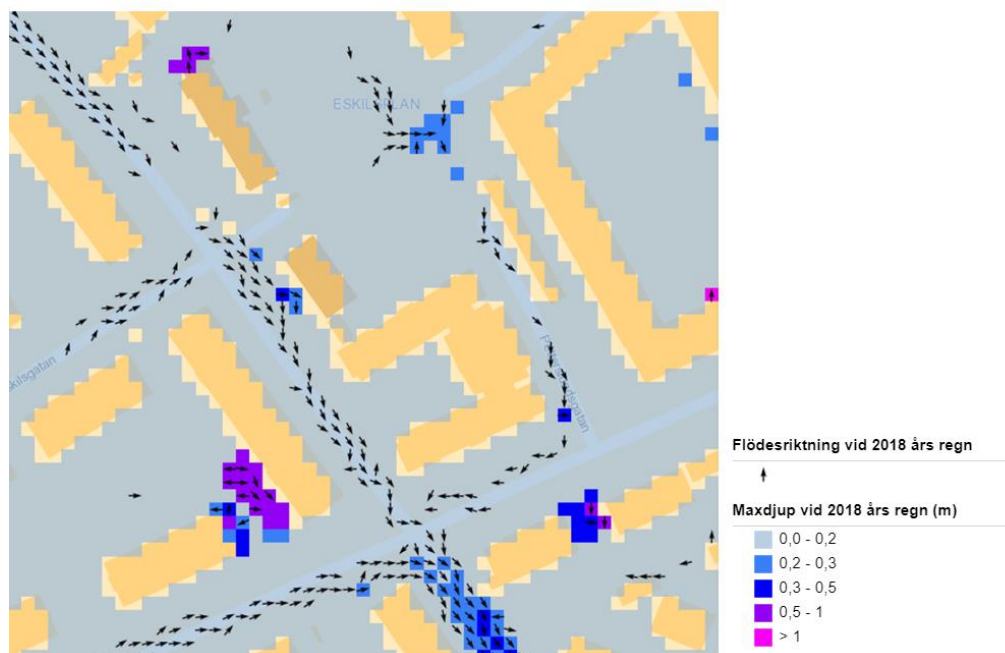 ESKILSPLAN
skilsgatan
Flödesriktning vid 2018 års regn
Maxdjup vid 2018 års regn (m)
0,0 - 0,2
0,2 - 0,3
0,3 - 0,5
0,5 - 1
> 1